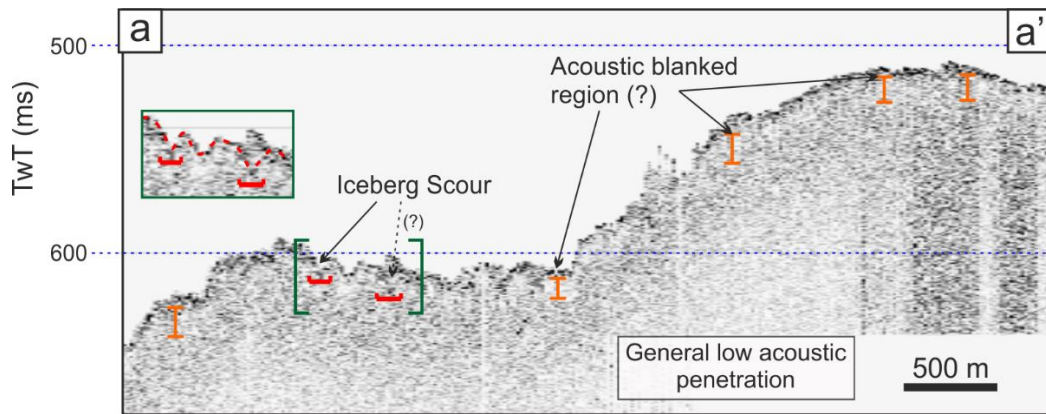 a
a'
500
600
TwT (ms)
Acoustic blanked
region (?)
Iceberg Scour
(?)
General low acoustic
penetration
500 m